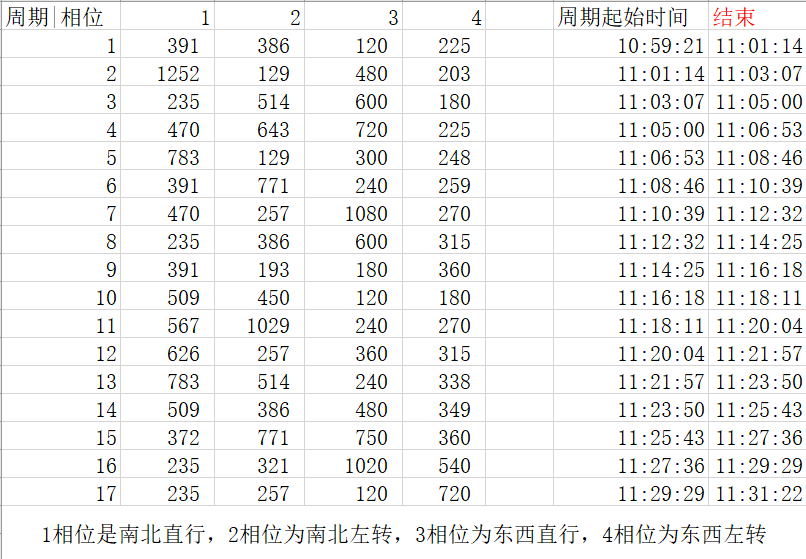 周期|相位 1 2 3 4 周期起始时间 结束
1 391 386 120 225 10:59:21 11:01:14
2 1252 129 480 203 11:01:14 11:03:07
3 235 514 600 180 11:03:07 11:05:00
4 470 643 720 225 11:05:00 11:06:53
5 783 129 300 248 11:06:53 11:08:46
6 391 771 240 259 11:08:46 11:10:39
7 470 257 1080 270 11:10:39 11:12:32
8 235 386 600 315 11:12:32 11:14:25
9 391 193 180 360 11:14:25 11:16:18
10 509 450 120 180 11:16:18 11:18:11
11 567 1029 240 270 11:18:11 11:20:04
12 626 257 360 315 11:20:04 11:21:57
13 783 514 240 338 11:21:57 11:23:50
14 509 386 480 349 11:23:50 11:25:43
15 372 771 750 360 11:25:43 11:27:36
16 235 321 1020 540 11:27:36 11:29:29
17 235 257 120 720 11:29:29 11:31:22
1相位是南北直行，2相位为南北左转，3相位为东西直行，4相位为东西左转